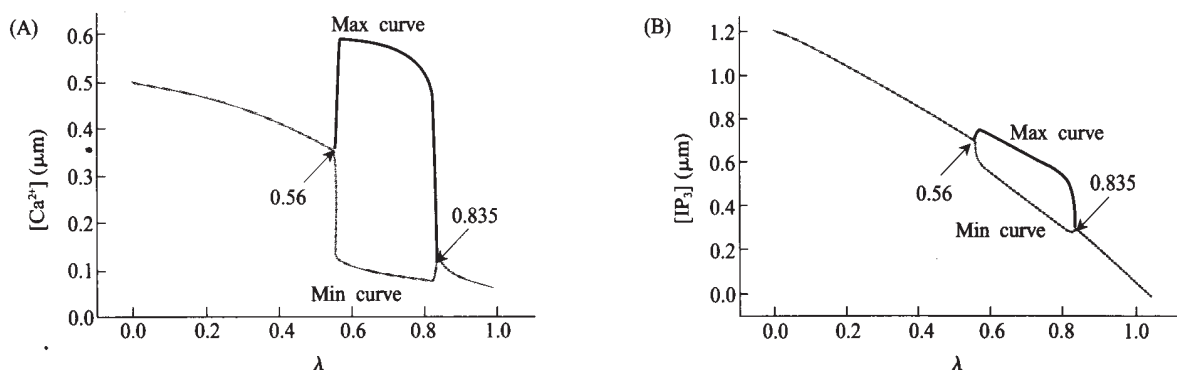 (A)
[Ca²⁺] (μm)
0.6
0.5
0.4
0.3
0.2
0.1
0.0
0.0 0.2 0.4 0.6 0.8 1.0
λ
Max curve
0.56
0.835
Min curve
(B)
[IP₃] (μm)
1.2
1.0
0.8
0.6
0.4
0.2
0.0
0.0 0.2 0.4 0.6 0.8 1.0
λ
Max curve
0.56
0.835
Min curve